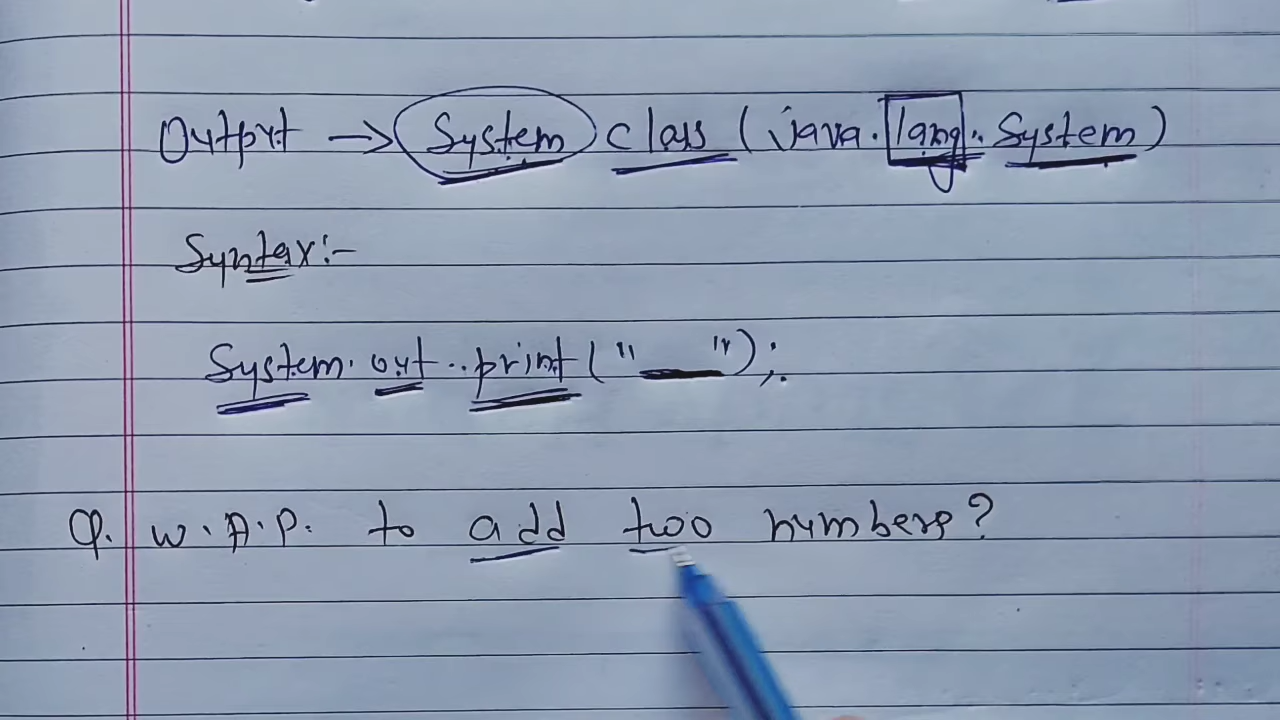 Output → System class (java.lang.System)
Syntax:-
System.out.print("___");
Q. W.A.P. to add two numbers?